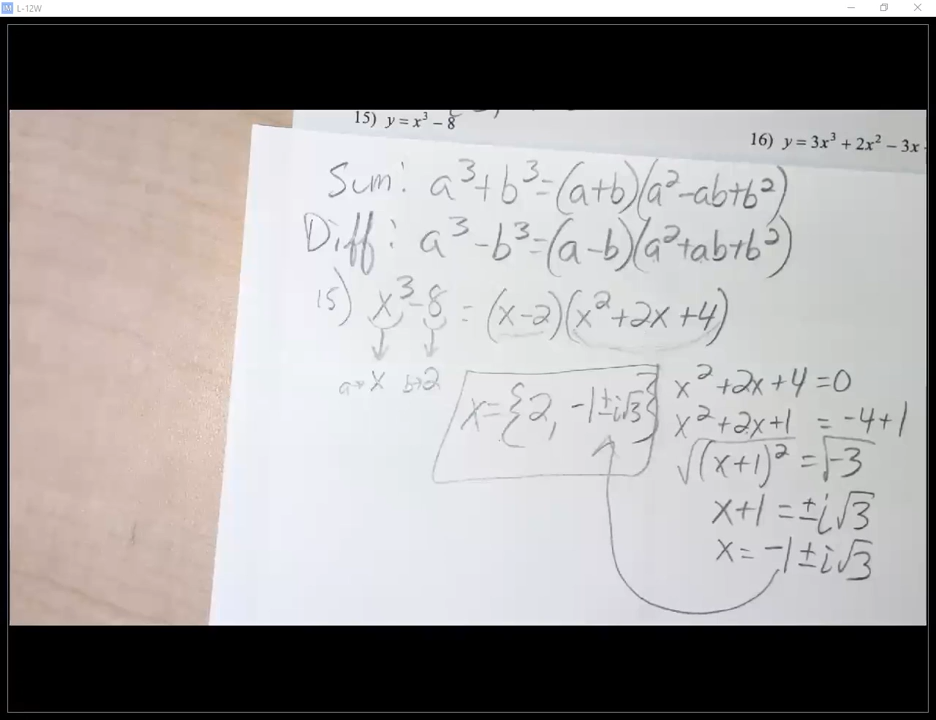 L-12W
15) y = x³ − 8
16) y = 3x³ + 2x² − 3x
Sum: a³+b³=(a+b)(a²-ab+b²)
Diff: a³-b³=(a-b)(a²+ab+b²)
15) x³-8 = (x-2)(x²+2x+4)
a→x b→2
x={2, -1±i√3}
x²+2x+4=0
x²+2x+1 = -4+1
√(x+1)² = √-3
x+1 = ±i√3
x = -1±i√3